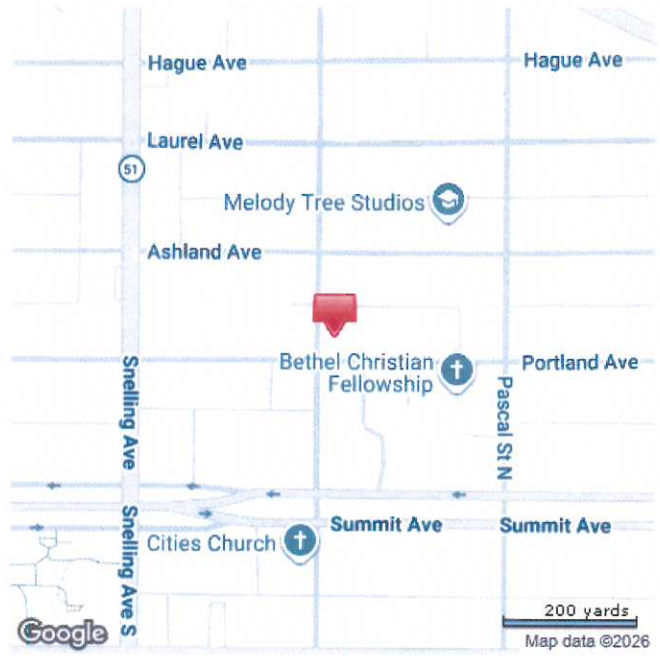 Hague Ave
Hague Ave
Laurel Ave
51
Melody Tree Studios
Ashland Ave
Bethel Christian
Fellowship
Portland Ave
Snelling Ave
Pascal St N
Summit Ave
Summit Ave
Cities Church
Snelling Ave S
200 yards
Google
Map data ©2026